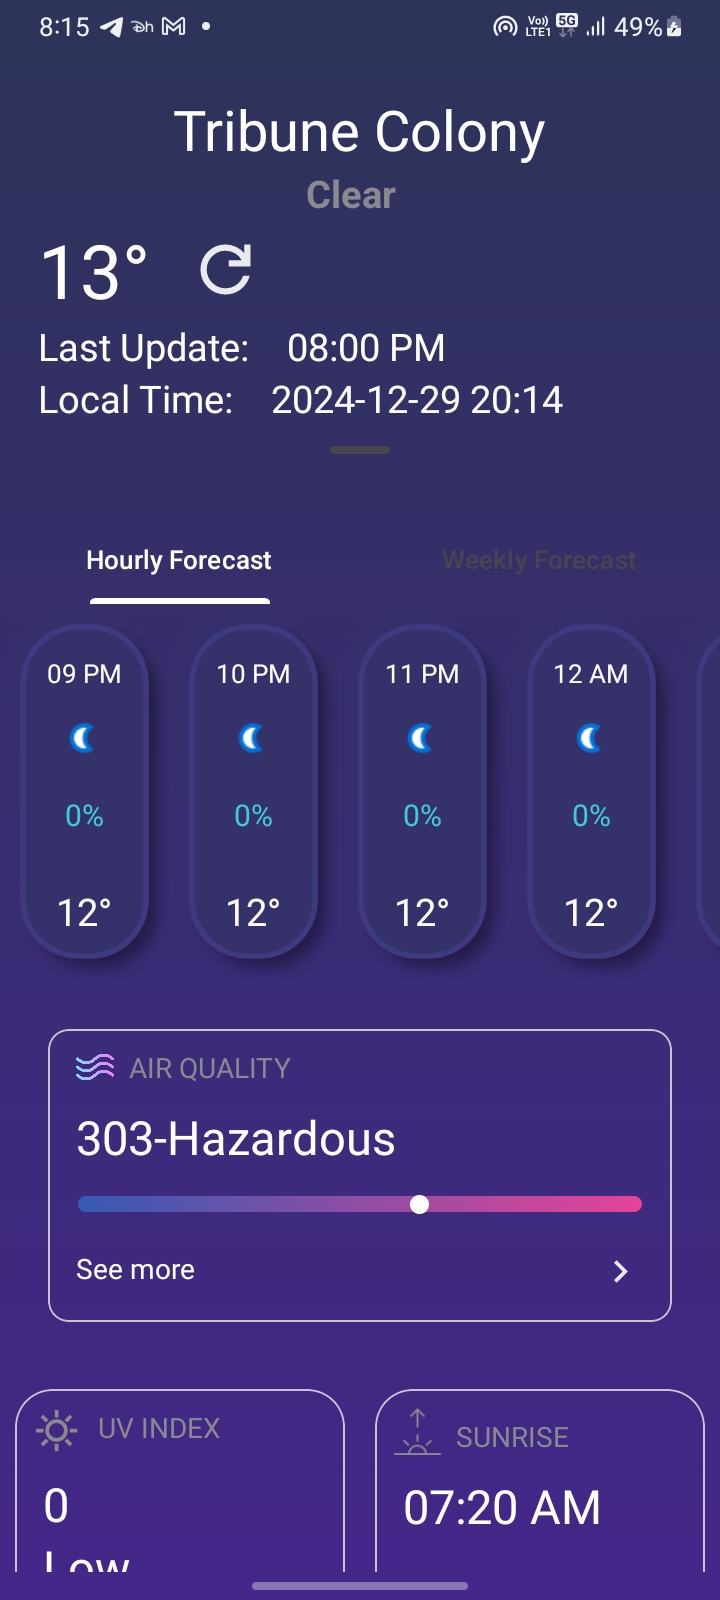 8:15
Vo)) 5G 49%
LTE1
Tribune Colony
Clear
13°
Last Update: 08:00 PM
Local Time: 2024-12-29 20:14
Hourly Forecast Weekly Forecast
09 PM 10 PM 11 PM 12 AM
0% 0% 0% 0%
12° 12° 12° 12°
AIR QUALITY
303-Hazardous
See more
UV INDEX
0
Low
SUNRISE
07:20 AM